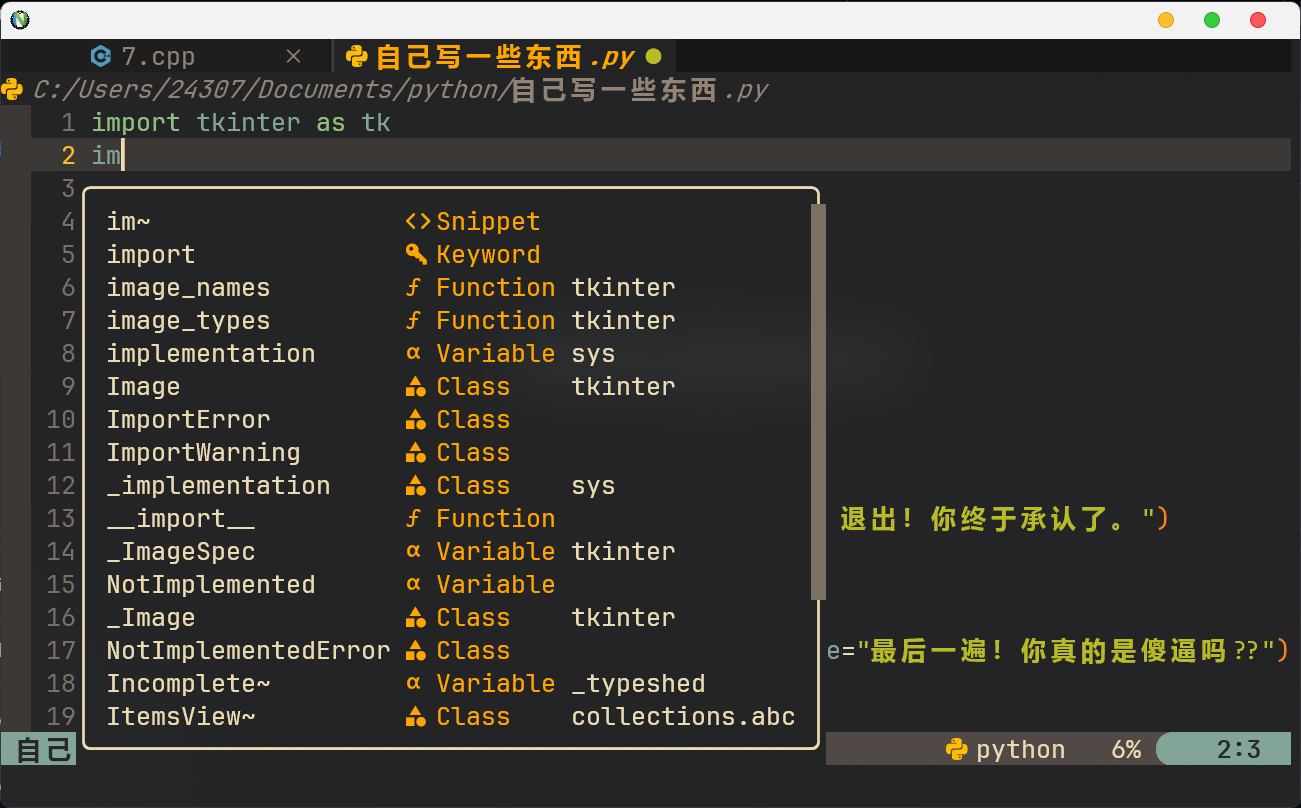 7.cpp × 自己写一些东西.py
C:/Users/24307/Documents/python/自己写一些东西.py
1 import tkinter as tk
2 im
3
4 im~ <> Snippet
5 import Keyword
6 image_names f Function tkinter
7 image_types f Function tkinter
8 implementation α Variable sys
9 Image Class tkinter
10 ImportError Class
11 ImportWarning Class
12 _implementation Class sys
13 __import__ f Function 退出！你终于承认了。")
14 _ImageSpec α Variable tkinter
15 NotImplemented α Variable
16 _Image Class tkinter
17 NotImplementedError Class e="最后一遍！你真的是傻逼吗??")
18 Incomplete~ α Variable _typeshed
19 ItemsView~ Class collections.abc
自己 python 6% 2:3